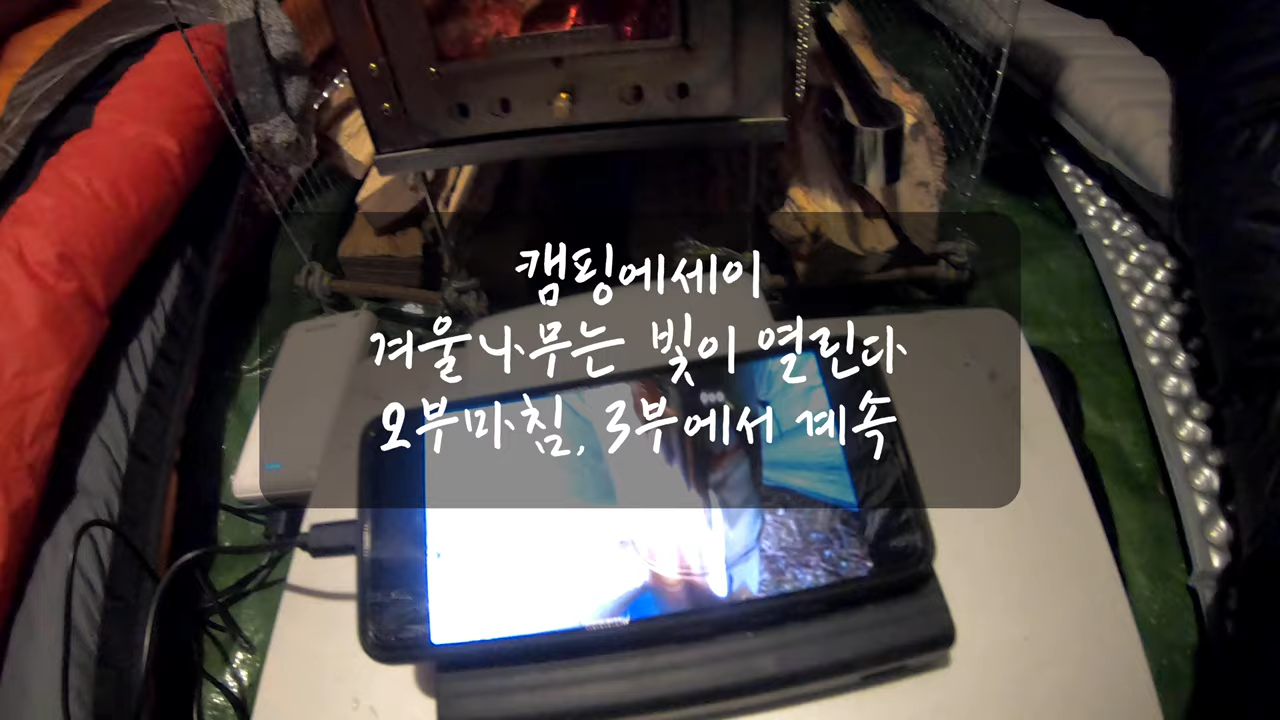 캠핑에세이
겨울나무는 빛이 열린다
오부마침, 3부에서 계속